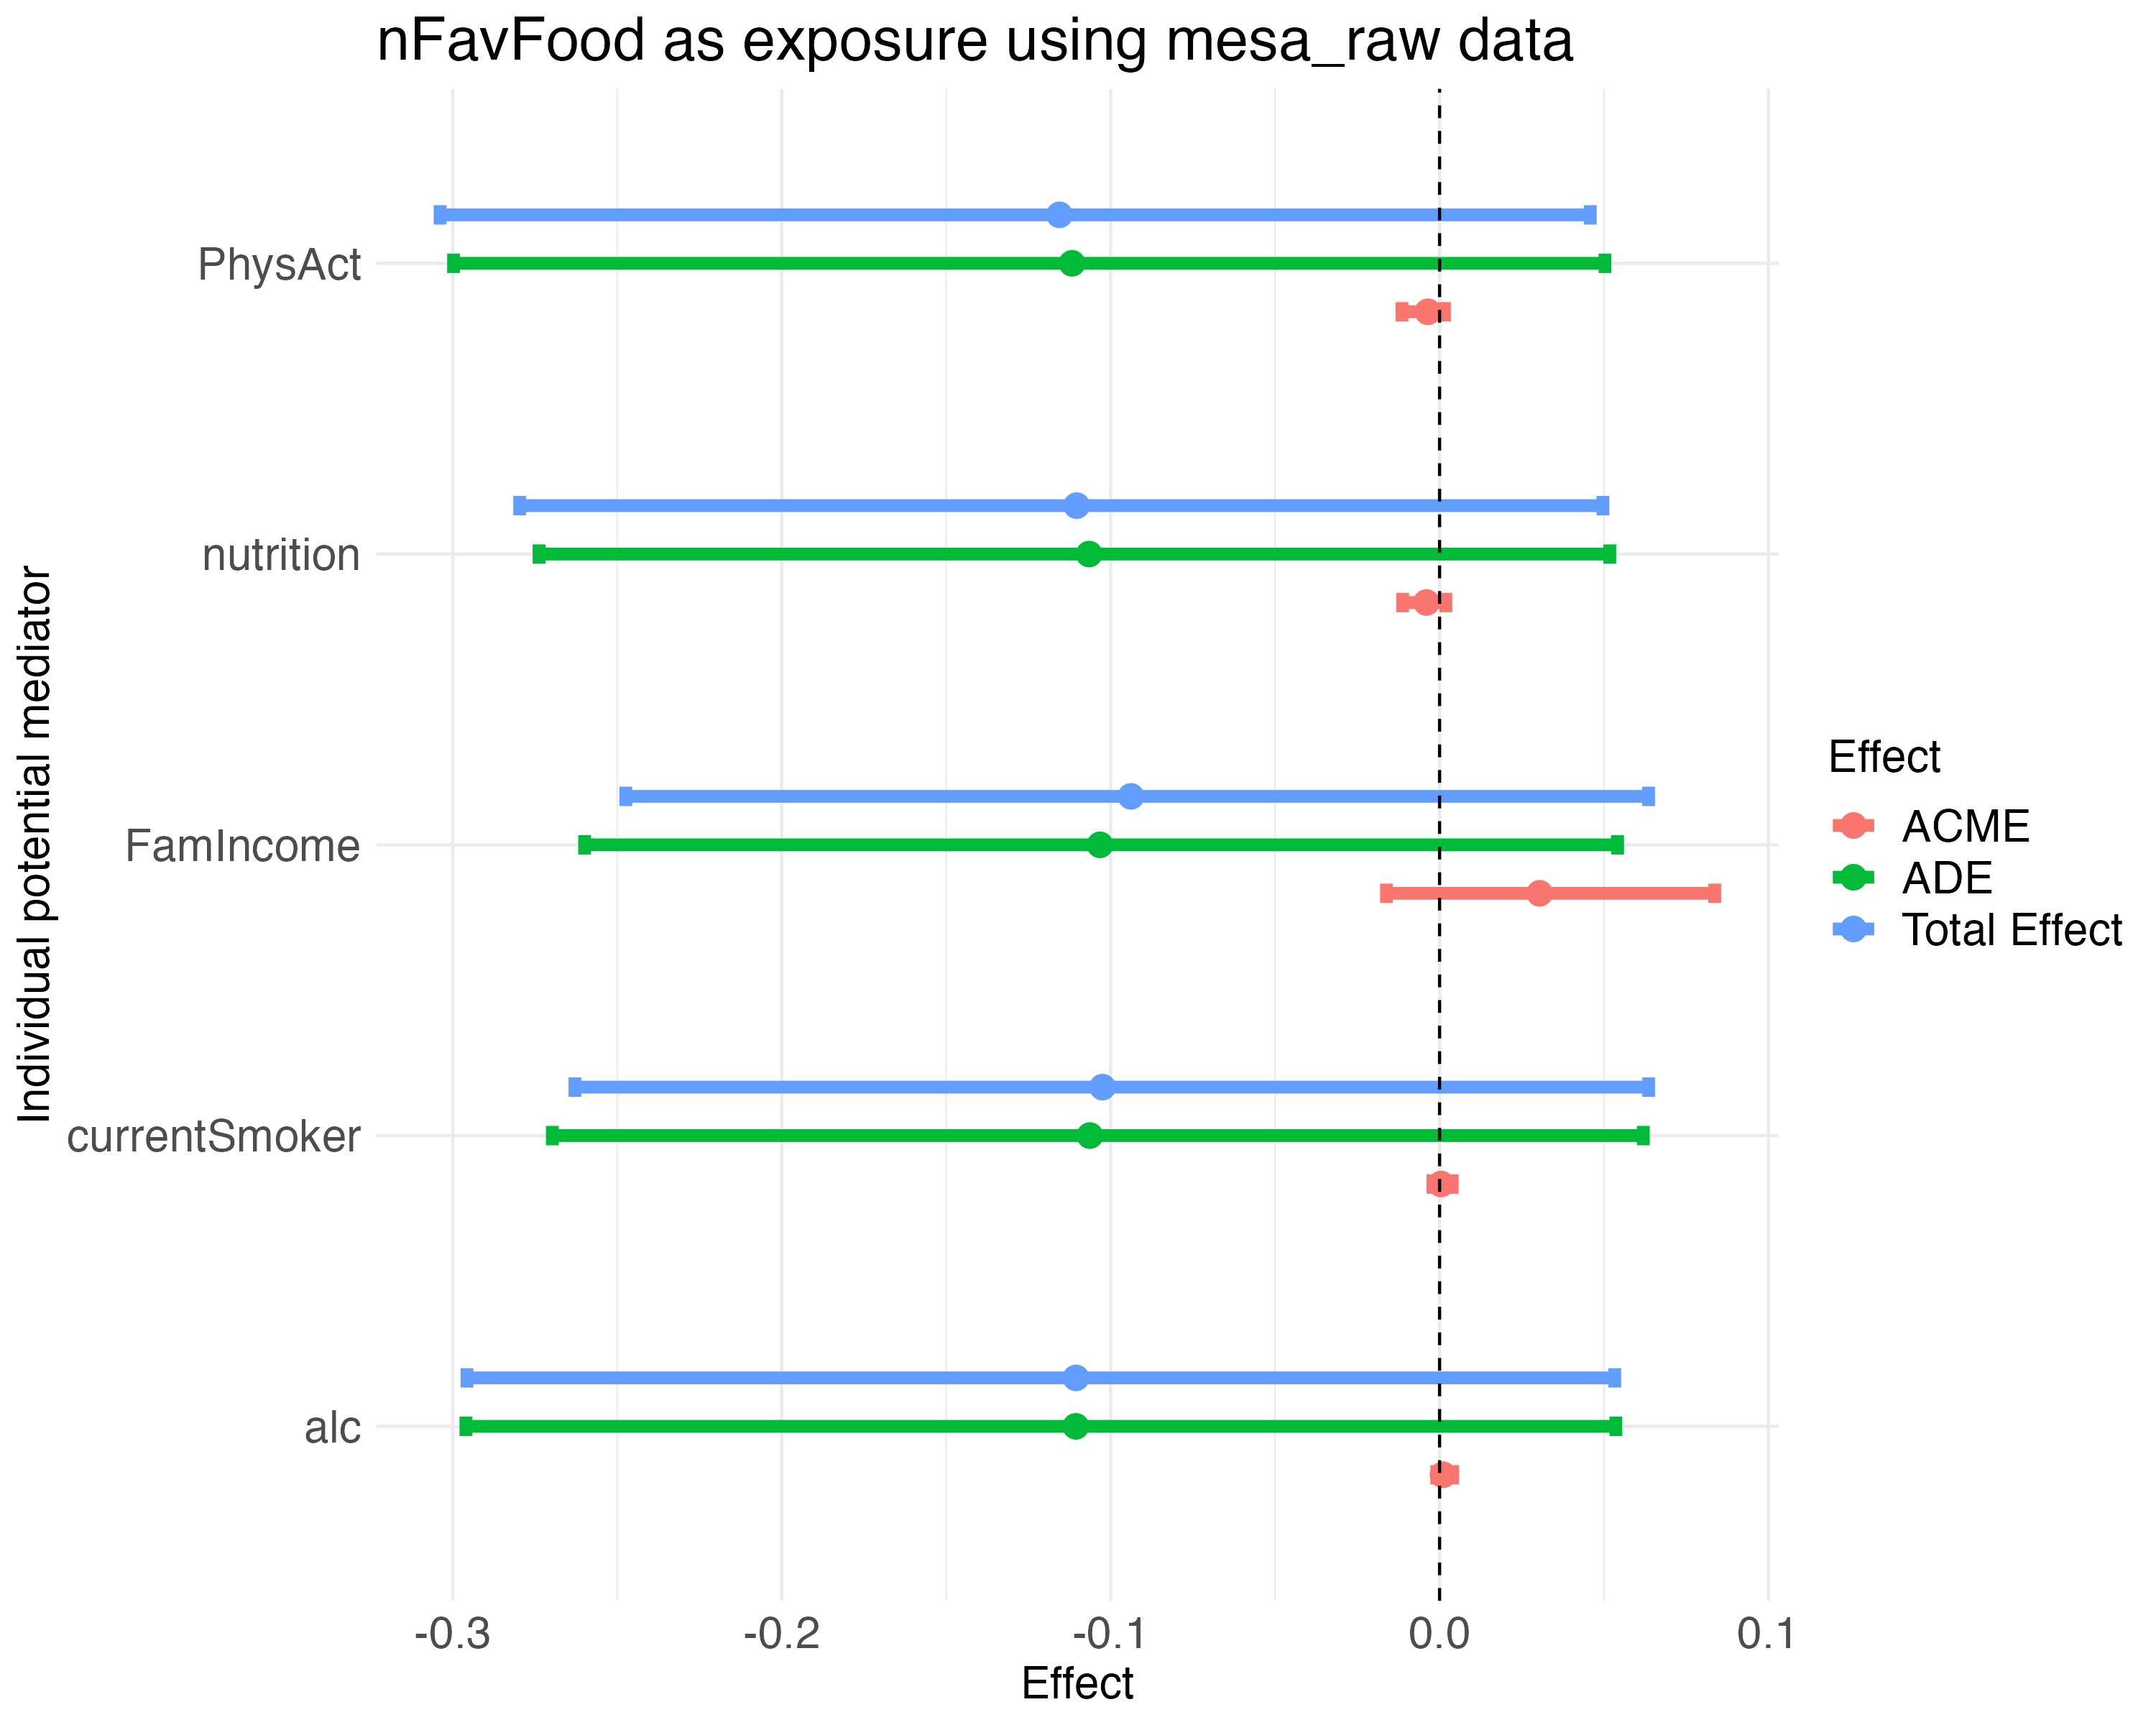 nFavFood as exposure using mesa_raw data
Individual potential mediator
PhysAct
nutrition
FamIncome
currentSmoker
alc
-0.3
-0.2
-0.1
0.0
0.1
Effect
Effect
ACME
ADE
Total Effect